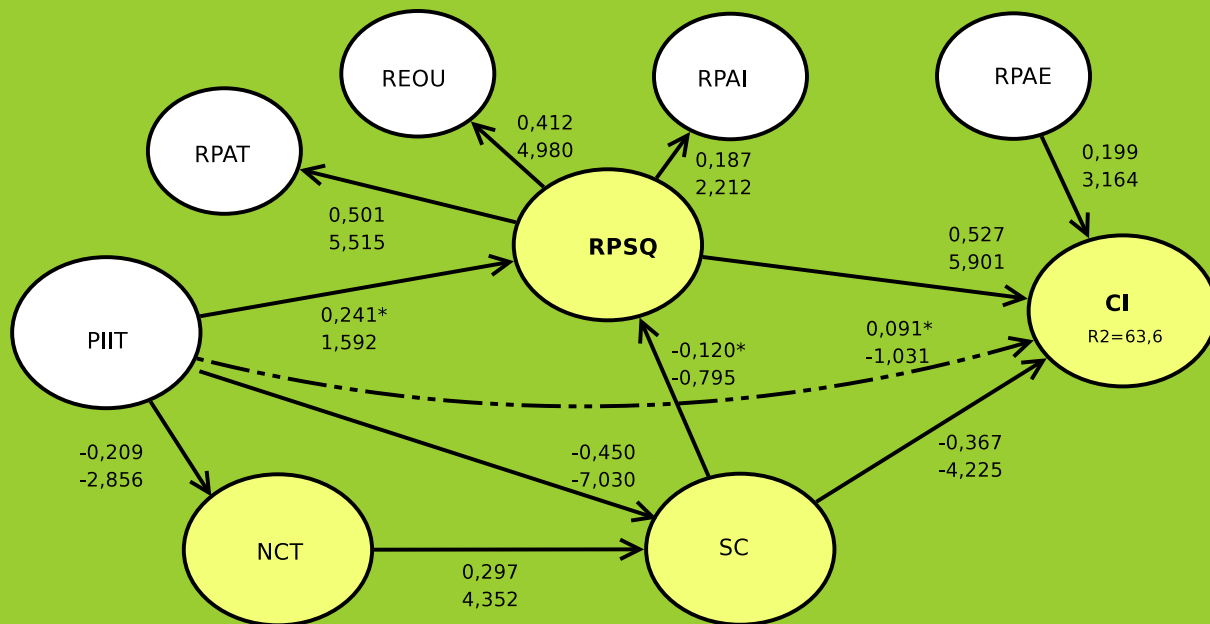 REOU
RPAI
RPAE
RPAT
0,412
4,980
0,187
2,212
0,199
3,164
0,501
5,515
RPSQ
0,527
5,901
PIIT
0,241*
1,592
CI
R2=63,6
0,091*
-1,031
-0,120*
-0,795
-0,209
-2,856
-0,450
-7,030
-0,367
-4,225
NCT
SC
0,297
4,352